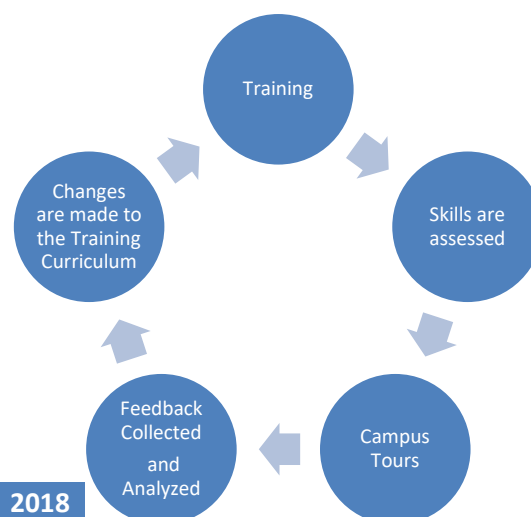 Training
Skills are
assessed
Campus
Tours
Feedback
Collected
and
Analyzed
Changes
are made to
the Training
Curriculum
2018